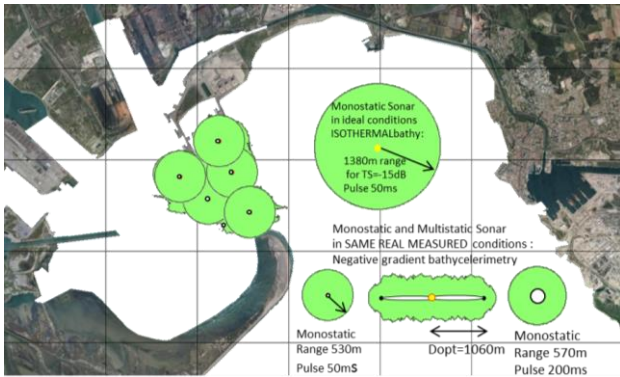 Monostatic Sonar
in ideal conditions
ISOTHERMALbathy:
1380m range
for TS=-15dB
Pulse 50ms
Monostatic and Multistatic Sonar
in SAME REAL MEASURED conditions :
Negative gradient bathycelerimetry
Monostatic
Range 530m
Pulse 50mS
Dopt=1060m
Monostatic
Range 570m
Pulse 200ms